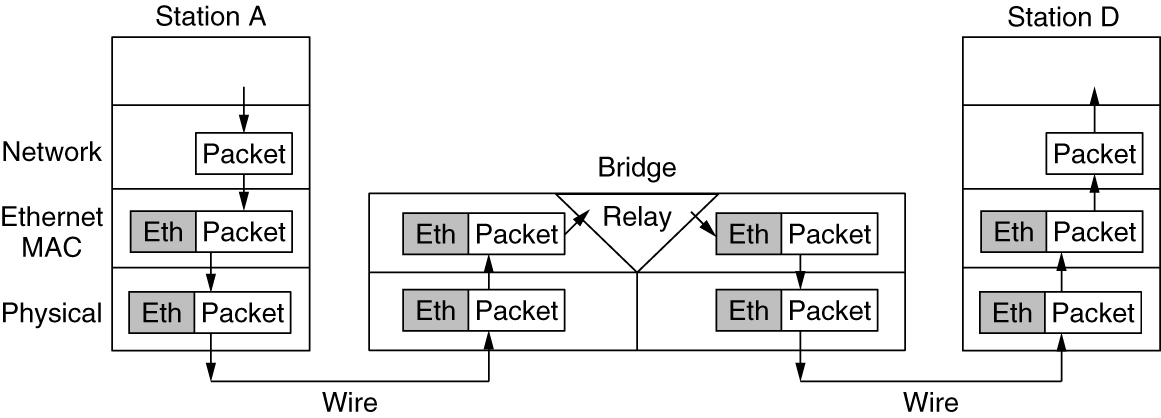 Station A
Station D
Network
Packet
Packet
Bridge
Ethernet
MAC
Eth Packet
Eth Packet
Relay
Eth Packet
Eth Packet
Physical
Eth Packet
Eth Packet
Eth Packet
Eth Packet
Wire
Wire